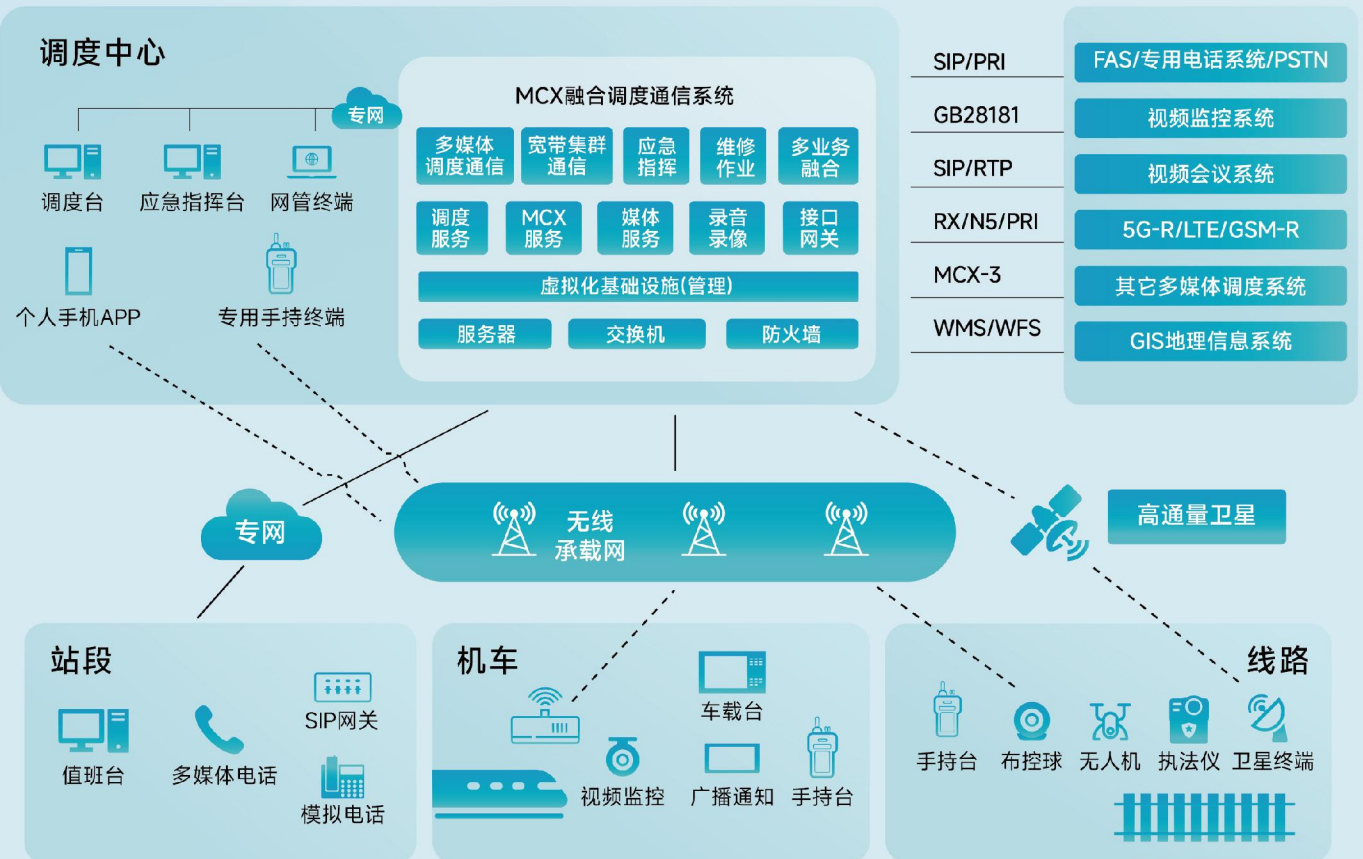 调度中心
专网
调度台
应急指挥台
网管终端
个人手机APP
专用手持终端
MCX融合调度通信系统
多媒体
调度通信
宽带集群
通信
应急
指挥
维修
作业
多业务
融合
调度
服务
MCX
服务
媒体
服务
录音
录像
接口
网关
虚拟化基础设施(管理)
服务器
交换机
防火墙
SIP/PRI
FAS/专用电话系统/PSTN
GB28181
视频监控系统
SIP/RTP
视频会议系统
RX/N5/PRI
5G-R/LTE/GSM-R
MCX-3
其它多媒体调度系统
WMS/WFS
GIS地理信息系统
专网
无线
承载网
高通量卫星
站段
值班台
多媒体电话
SIP网关
模拟电话
机车
车载台
视频监控
广播通知
手持台
线路
手持台
布控球
无人机
执法仪
卫星终端